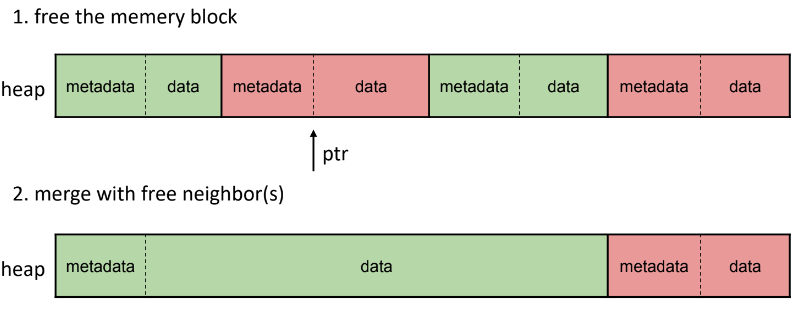 1. free the memery block
heap metadata data metadata data metadata data metadata data
ptr
2. merge with free neighbor(s)
heap metadata data metadata data